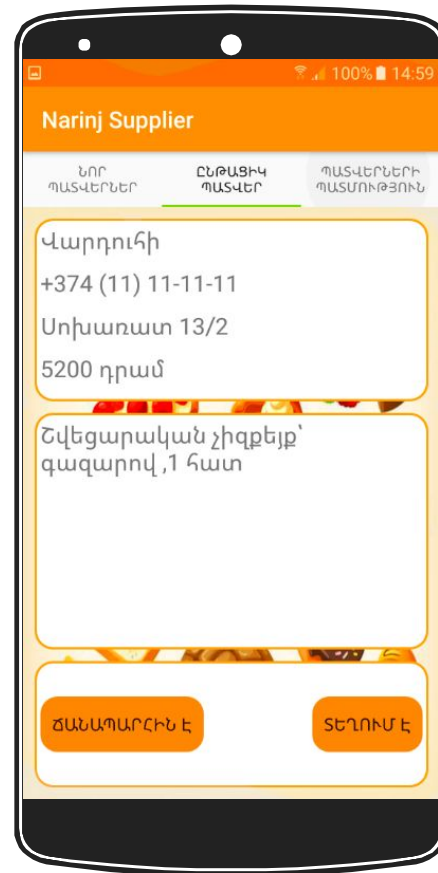 100% 14:59
Narinj Supplier
ՆՈՐ
ՊԱՏՎԵՐՆԵՐ
ԸՆԹԱՑԻԿ
ՊԱՏՎԵՐ
ՊԱՏՎԵՐՆԵՐԻ
ՊԱՏՄՈՒԹՅՈՒՆ
Վարդուհի
+374 (11) 11-11-11
Սոխառատ 13/2
5200 դրամ
Շվեցարական չիզքեյք՝
գազարով ,1 հատ
ՃԱՆԱՊԱՐՀԻՆ Է
ՏԵՂՈՒՄ Է